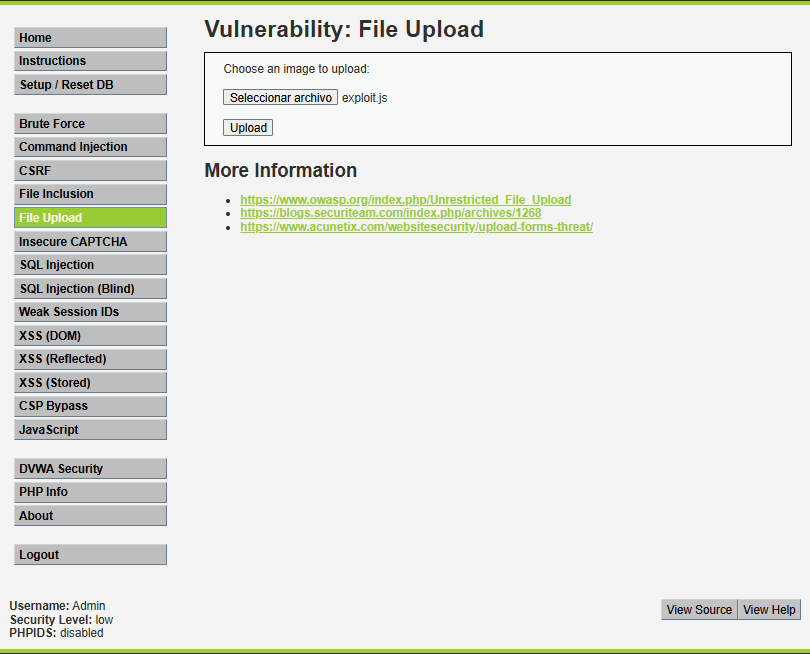 Home
Instructions
Setup / Reset DB
Brute Force
Command Injection
CSRF
File Inclusion
File Upload
Insecure CAPTCHA
SQL Injection
SQL Injection (Blind)
Weak Session IDs
XSS (DOM)
XSS (Reflected)
XSS (Stored)
CSP Bypass
JavaScript
DVWA Security
PHP Info
About
Logout
Vulnerability: File Upload
Choose an image to upload:
Seleccionar archivo exploit.js
Upload
More Information
https://www.owasp.org/index.php/Unrestricted_File_Upload
https://blogs.securiteam.com/index.php/archives/1268
https://www.acunetix.com/websitesecurity/upload-forms-threat/
Username: Admin
Security Level: low
PHPIDS: disabled
View Source View Help